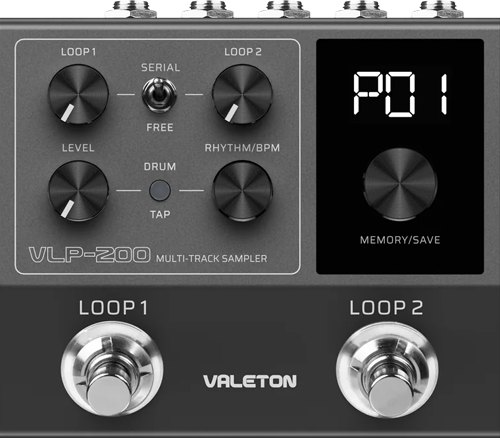 LOOP 1
LOOP 2
SERIAL
FREE
LEVEL
RHYTHM/BPM
DRUM
TAP
VLP-200 MULTI-TRACK SAMPLER
P01
MEMORY/SAVE
LOOP 1
LOOP 2
VALETON